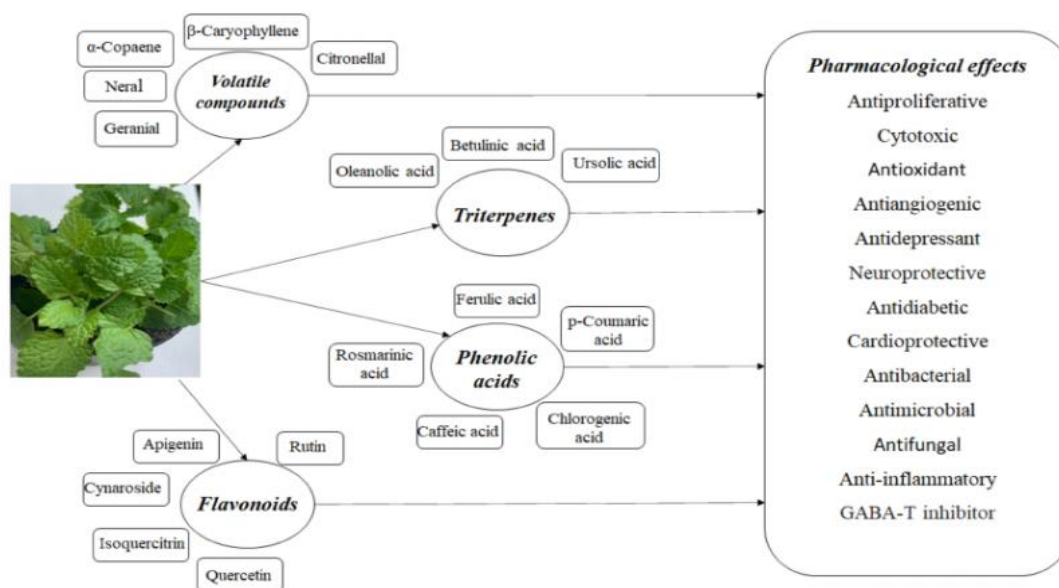 β-Caryophyllene
α-Copaene
Citronellal
Neral
Volatile
compounds
Geranial
Betulinic acid
Oleanolic acid
Ursolic acid
Triterpenes
Ferulic acid
p-Coumaric
acid
Rosmarinic
acid
Phenolic
acids
Caffeic acid
Chlorogenic
acid
Apigenin
Rutin
Cynaroside
Flavonoids
Isoquercitrin
Quercetin
Pharmacological effects
Antiproliferative
Cytotoxic
Antioxidant
Antiangiogenic
Antidepressant
Neuroprotective
Antidiabetic
Cardioprotective
Antibacterial
Antimicrobial
Antifungal
Anti-inflammatory
GABA-T inhibitor